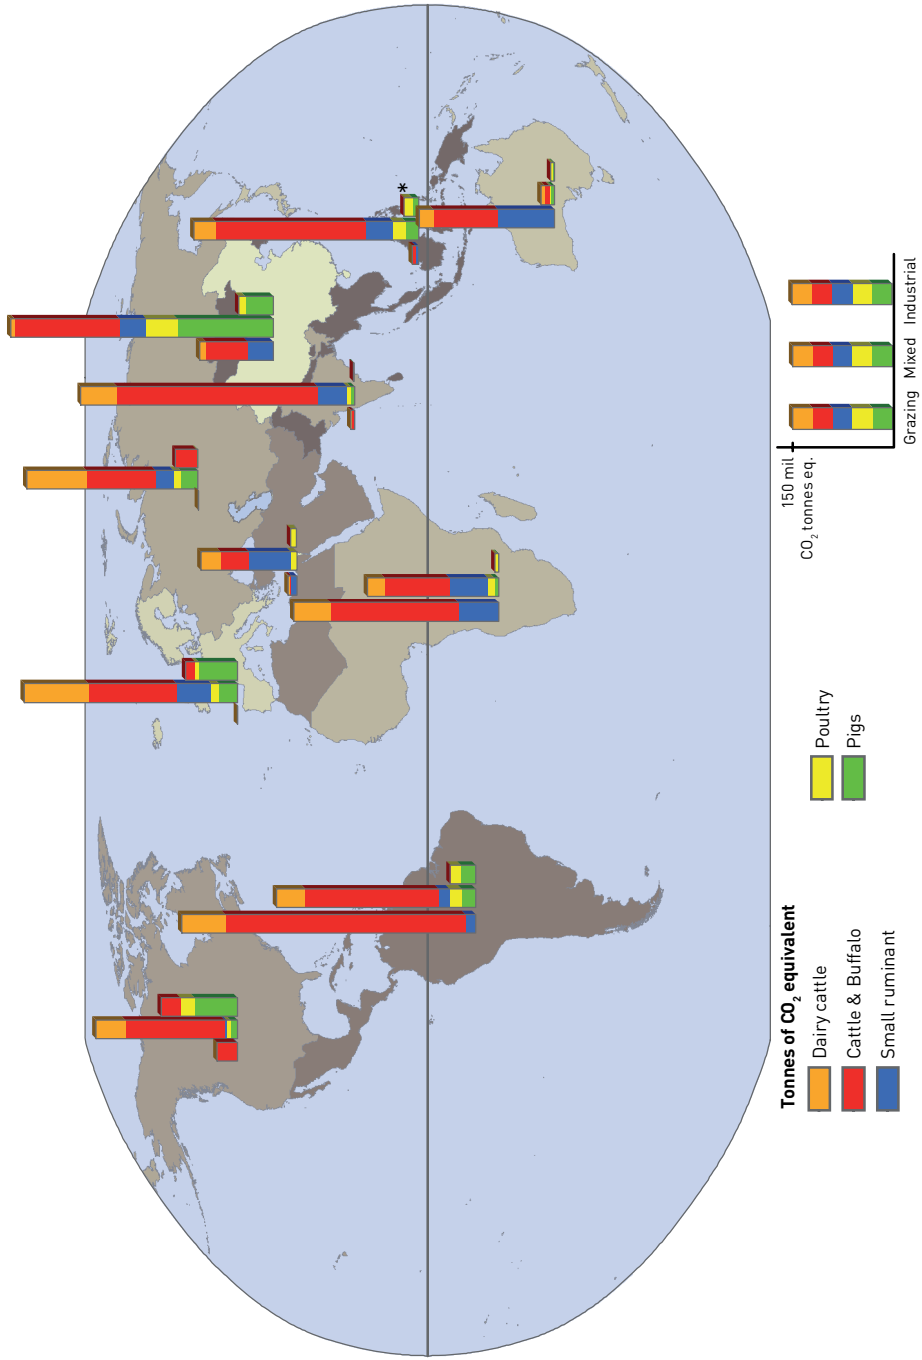 *
Tonnes of CO₂ equivalent
Dairy cattle
Cattle & Buffalo
Small ruminant
Poultry
Pigs
150 mil
CO₂ tonnes eq.
Grazing Mixed Industrial